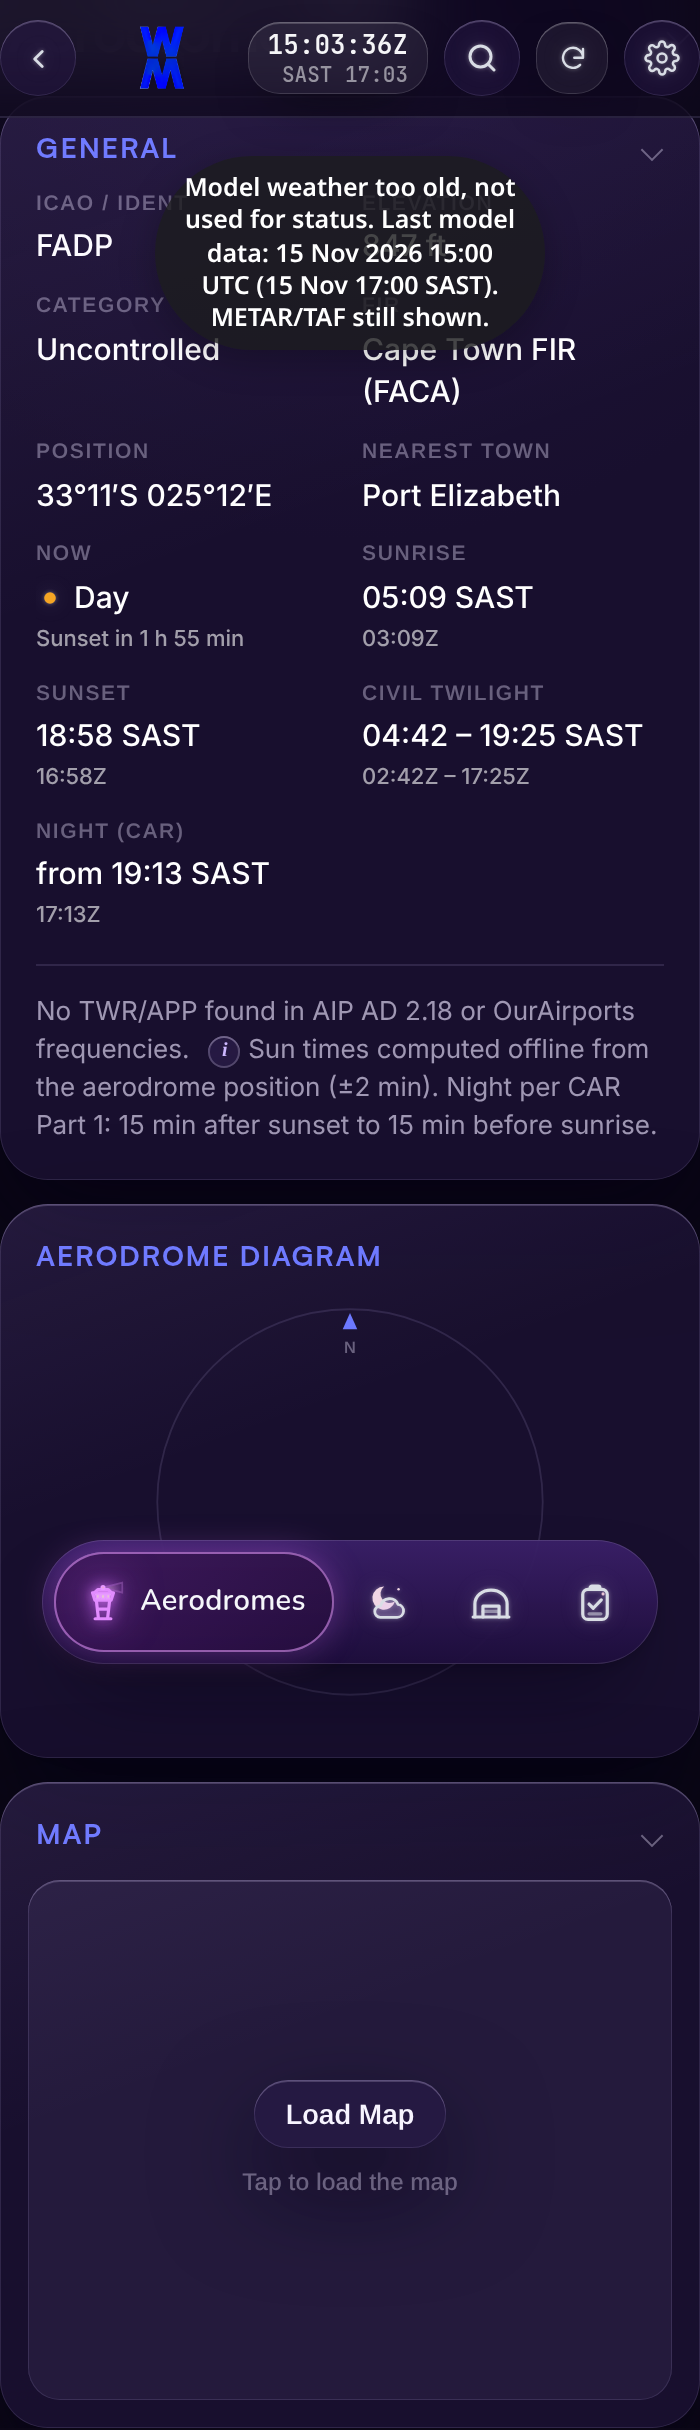 WM
15:03:36Z
SAST 17:03
GENERAL
Model weather too old, not
used for status. Last model
data: 15 Nov 2026 15:00
UTC (15 Nov 17:00 SAST).
METAR/TAF still shown.
ICAO / IDENT
ELEVATION
FADP
847 ft
CATEGORY
FIR
Uncontrolled
Cape Town FIR
(FACA)
POSITION
NEAREST TOWN
33°11'S 025°12'E
Port Elizabeth
NOW
SUNRISE
Day
05:09 SAST
Sunset in 1 h 55 min
03:09Z
SUNSET
CIVIL TWILIGHT
18:58 SAST
04:42 – 19:25 SAST
16:58Z
02:42Z – 17:25Z
NIGHT (CAR)
from 19:13 SAST
17:13Z
No TWR/APP found in AIP AD 2.18 or OurAirports
frequencies. i Sun times computed offline from
the aerodrome position (±2 min). Night per CAR
Part 1: 15 min after sunset to 15 min before sunrise.
AERODROME DIAGRAM
N
Aerodromes
MAP
Load Map
Tap to load the map